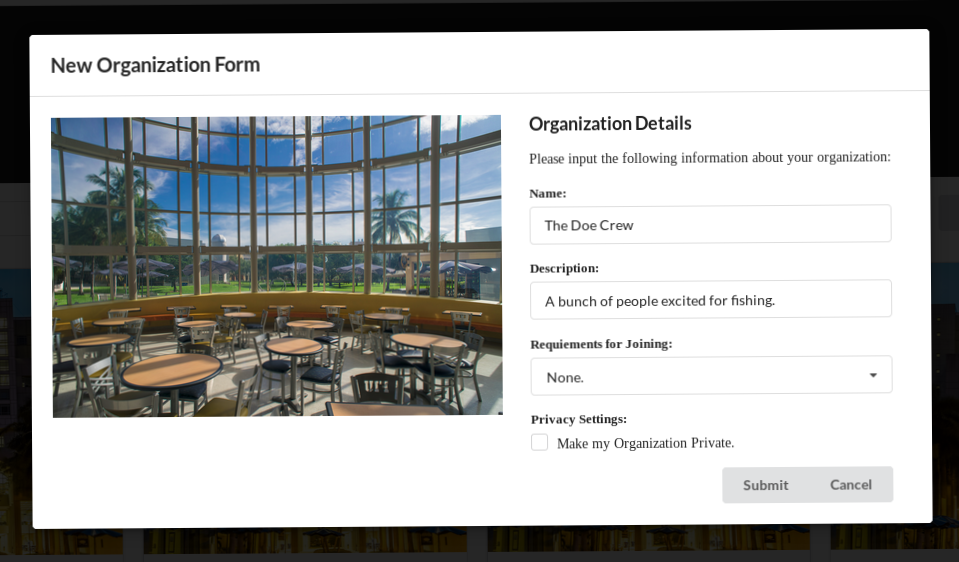 New Organization Form
Organization Details
Please input the following information about your organization:
Name:
The Doe Crew
Description:
A bunch of people excited for fishing.
Requiements for Joining:
None.
Privacy Settings:
Make my Organization Private.
Submit
Cancel